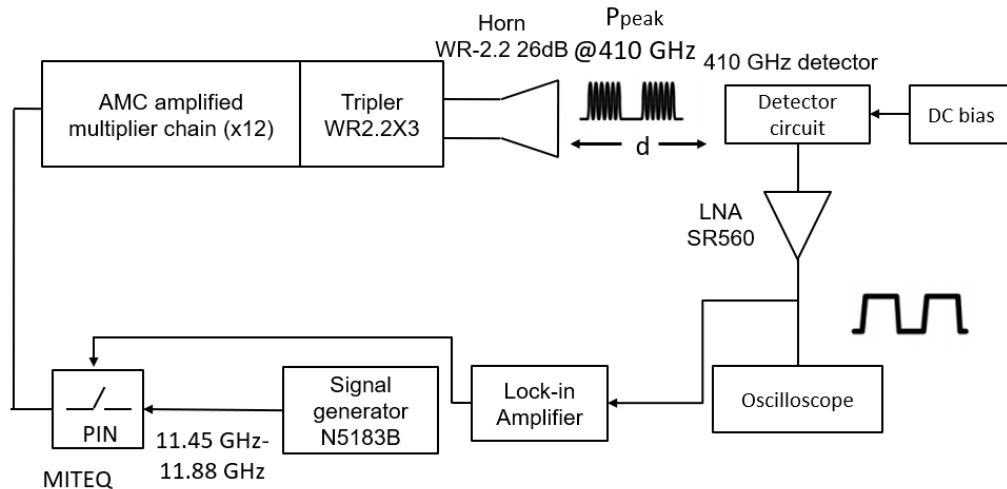 Horn
WR-2.2 26dB
Ppeak
@410 GHz
410 GHz detector
AMC amplified
multiplier chain (x12)
Tripler
WR2.2X3
d
Detector
circuit
DC bias
LNA
SR560
PIN
MITEQ
11.45 GHz-
11.88 GHz
Signal
generator
N5183B
Lock-in
Amplifier
Oscilloscope